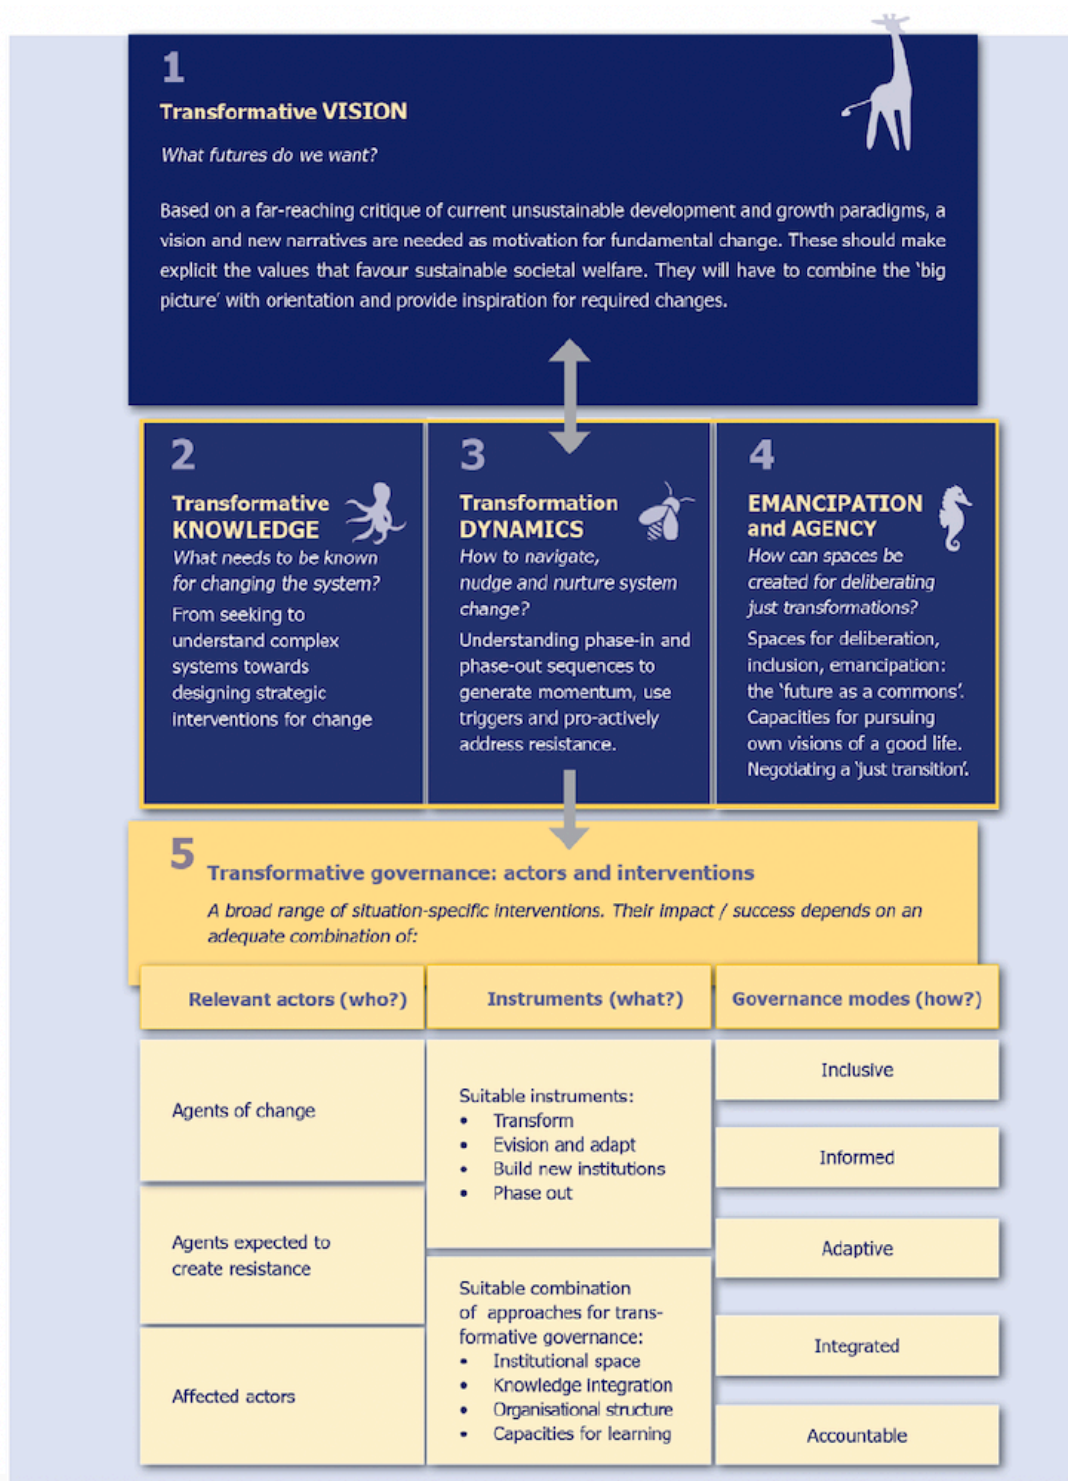 1
Transformative VISION
What futures do we want?
Based on a far-reaching critique of current unsustainable development and growth paradigms, a
vision and new narratives are needed as motivation for fundamental change. These should make
explicit the values that favour sustainable societal welfare. They will have to combine the ‘big
picture’ with orientation and provide inspiration for required changes.
2
Transformative
KNOWLEDGE
What needs to be known
for changing the system?
From seeking to
understand complex
systems towards
designing strategic
interventions for change
3
Transformation
DYNAMICS
How to navigate,
nudge and nurture system
change?
Understanding phase-in and
phase-out sequences to
generate momentum, use
triggers and pro-actively
address resistance.
4
EMANCIPATION
and AGENCY
How can spaces be
created for deliberating
just transformations?
Spaces for deliberation,
inclusion, emancipation:
the ‘future as a commons’.
Capacities for pursuing
own visions of a good life.
Negotiating a ‘just transition’.
5
Transformative governance: actors and interventions
A broad range of situation-specific interventions. Their impact / success depends on an
adequate combination of:
Relevant actors (who?)
Agents of change
Agents expected to
create resistance
Affected actors
Instruments (what?)
Suitable instruments:
• Transform
• Evision and adapt
• Build new institutions
• Phase out
Suitable combination
of approaches for trans-
formative governance:
• Institutional space
• Knowledge integration
• Organisational structure
• Capacities for learning
Governance modes (how?)
Inclusive
Informed
Adaptive
Integrated
Accountable